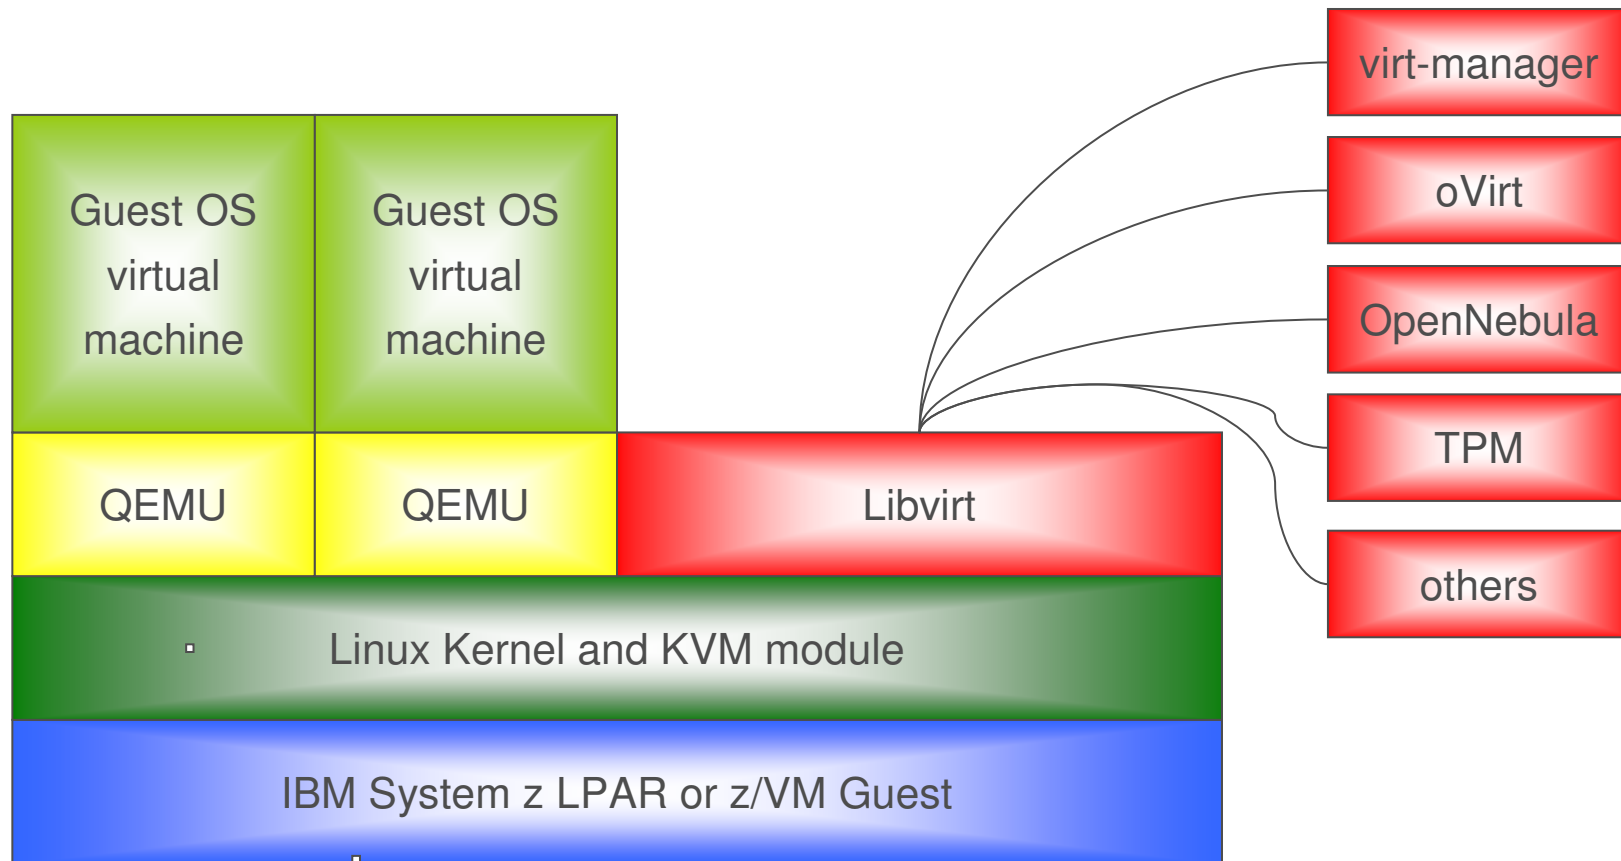 virt-manager
oVirt
OpenNebula
TPM
others
Guest OS
virtual
machine
Guest OS
virtual
machine
QEMU
QEMU
Libvirt
Linux Kernel and KVM module
IBM System z LPAR or z/VM Guest